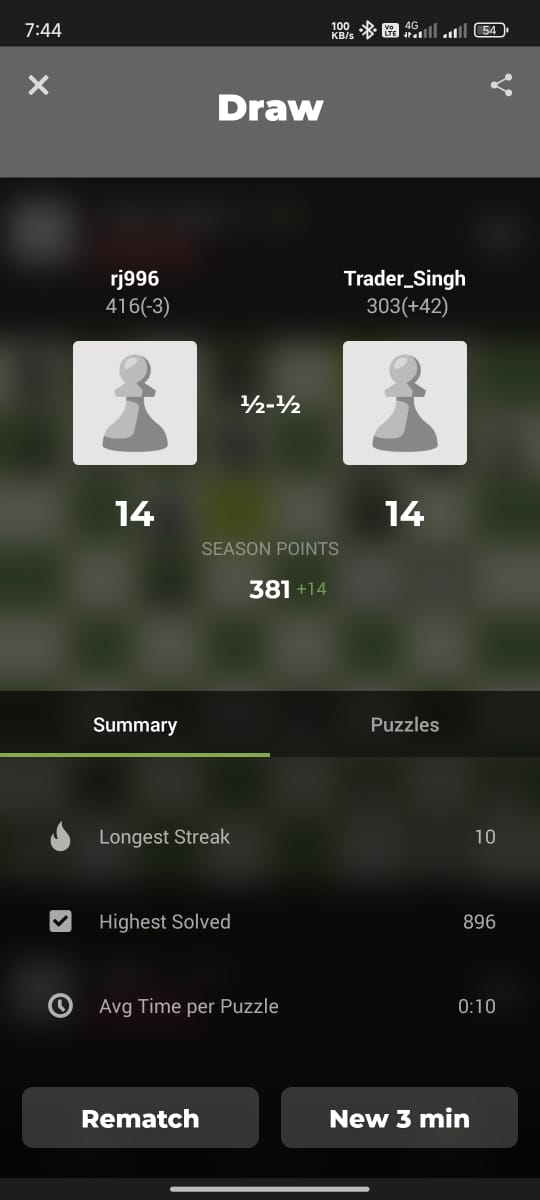 7:44
100 KB/s Vo LTE 4G 54
Draw
rj996
Trader_Singh
416(-3)
303(+42)
½-½
14
14
SEASON POINTS
381 +14
Summary
Puzzles
Longest Streak
10
Highest Solved
896
Avg Time per Puzzle
0:10
Rematch
New 3 min